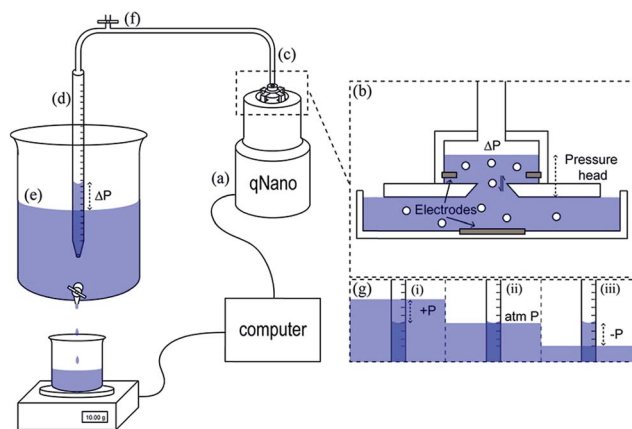 (f)
(c)
(d)
ΔP
(e)
(a)
qNano
computer
10.00 g
(b)
ΔP
Pressure
head
Electrodes
(g)
(i)
+P
(ii)
atm P
(iii)
-P